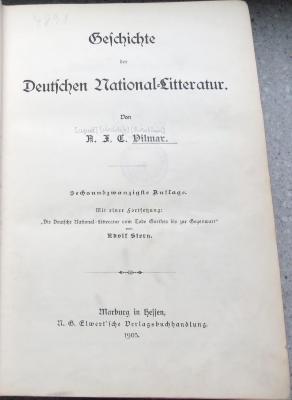 Geschichte
der
Deutschen National-Litteratur.
Von
A. F. C. Vilmar.
Sechsundzwanzigste Auflage.
Mit einer Fortsetzung:
„Die Deutsche National-Litteratur vom Tode Goethes bis zur Gegenwart“
von
Adolf Stern.
Marburg in Hessen,
N. G. Elwert'sche Verlagsbuchhandlung.
1905.